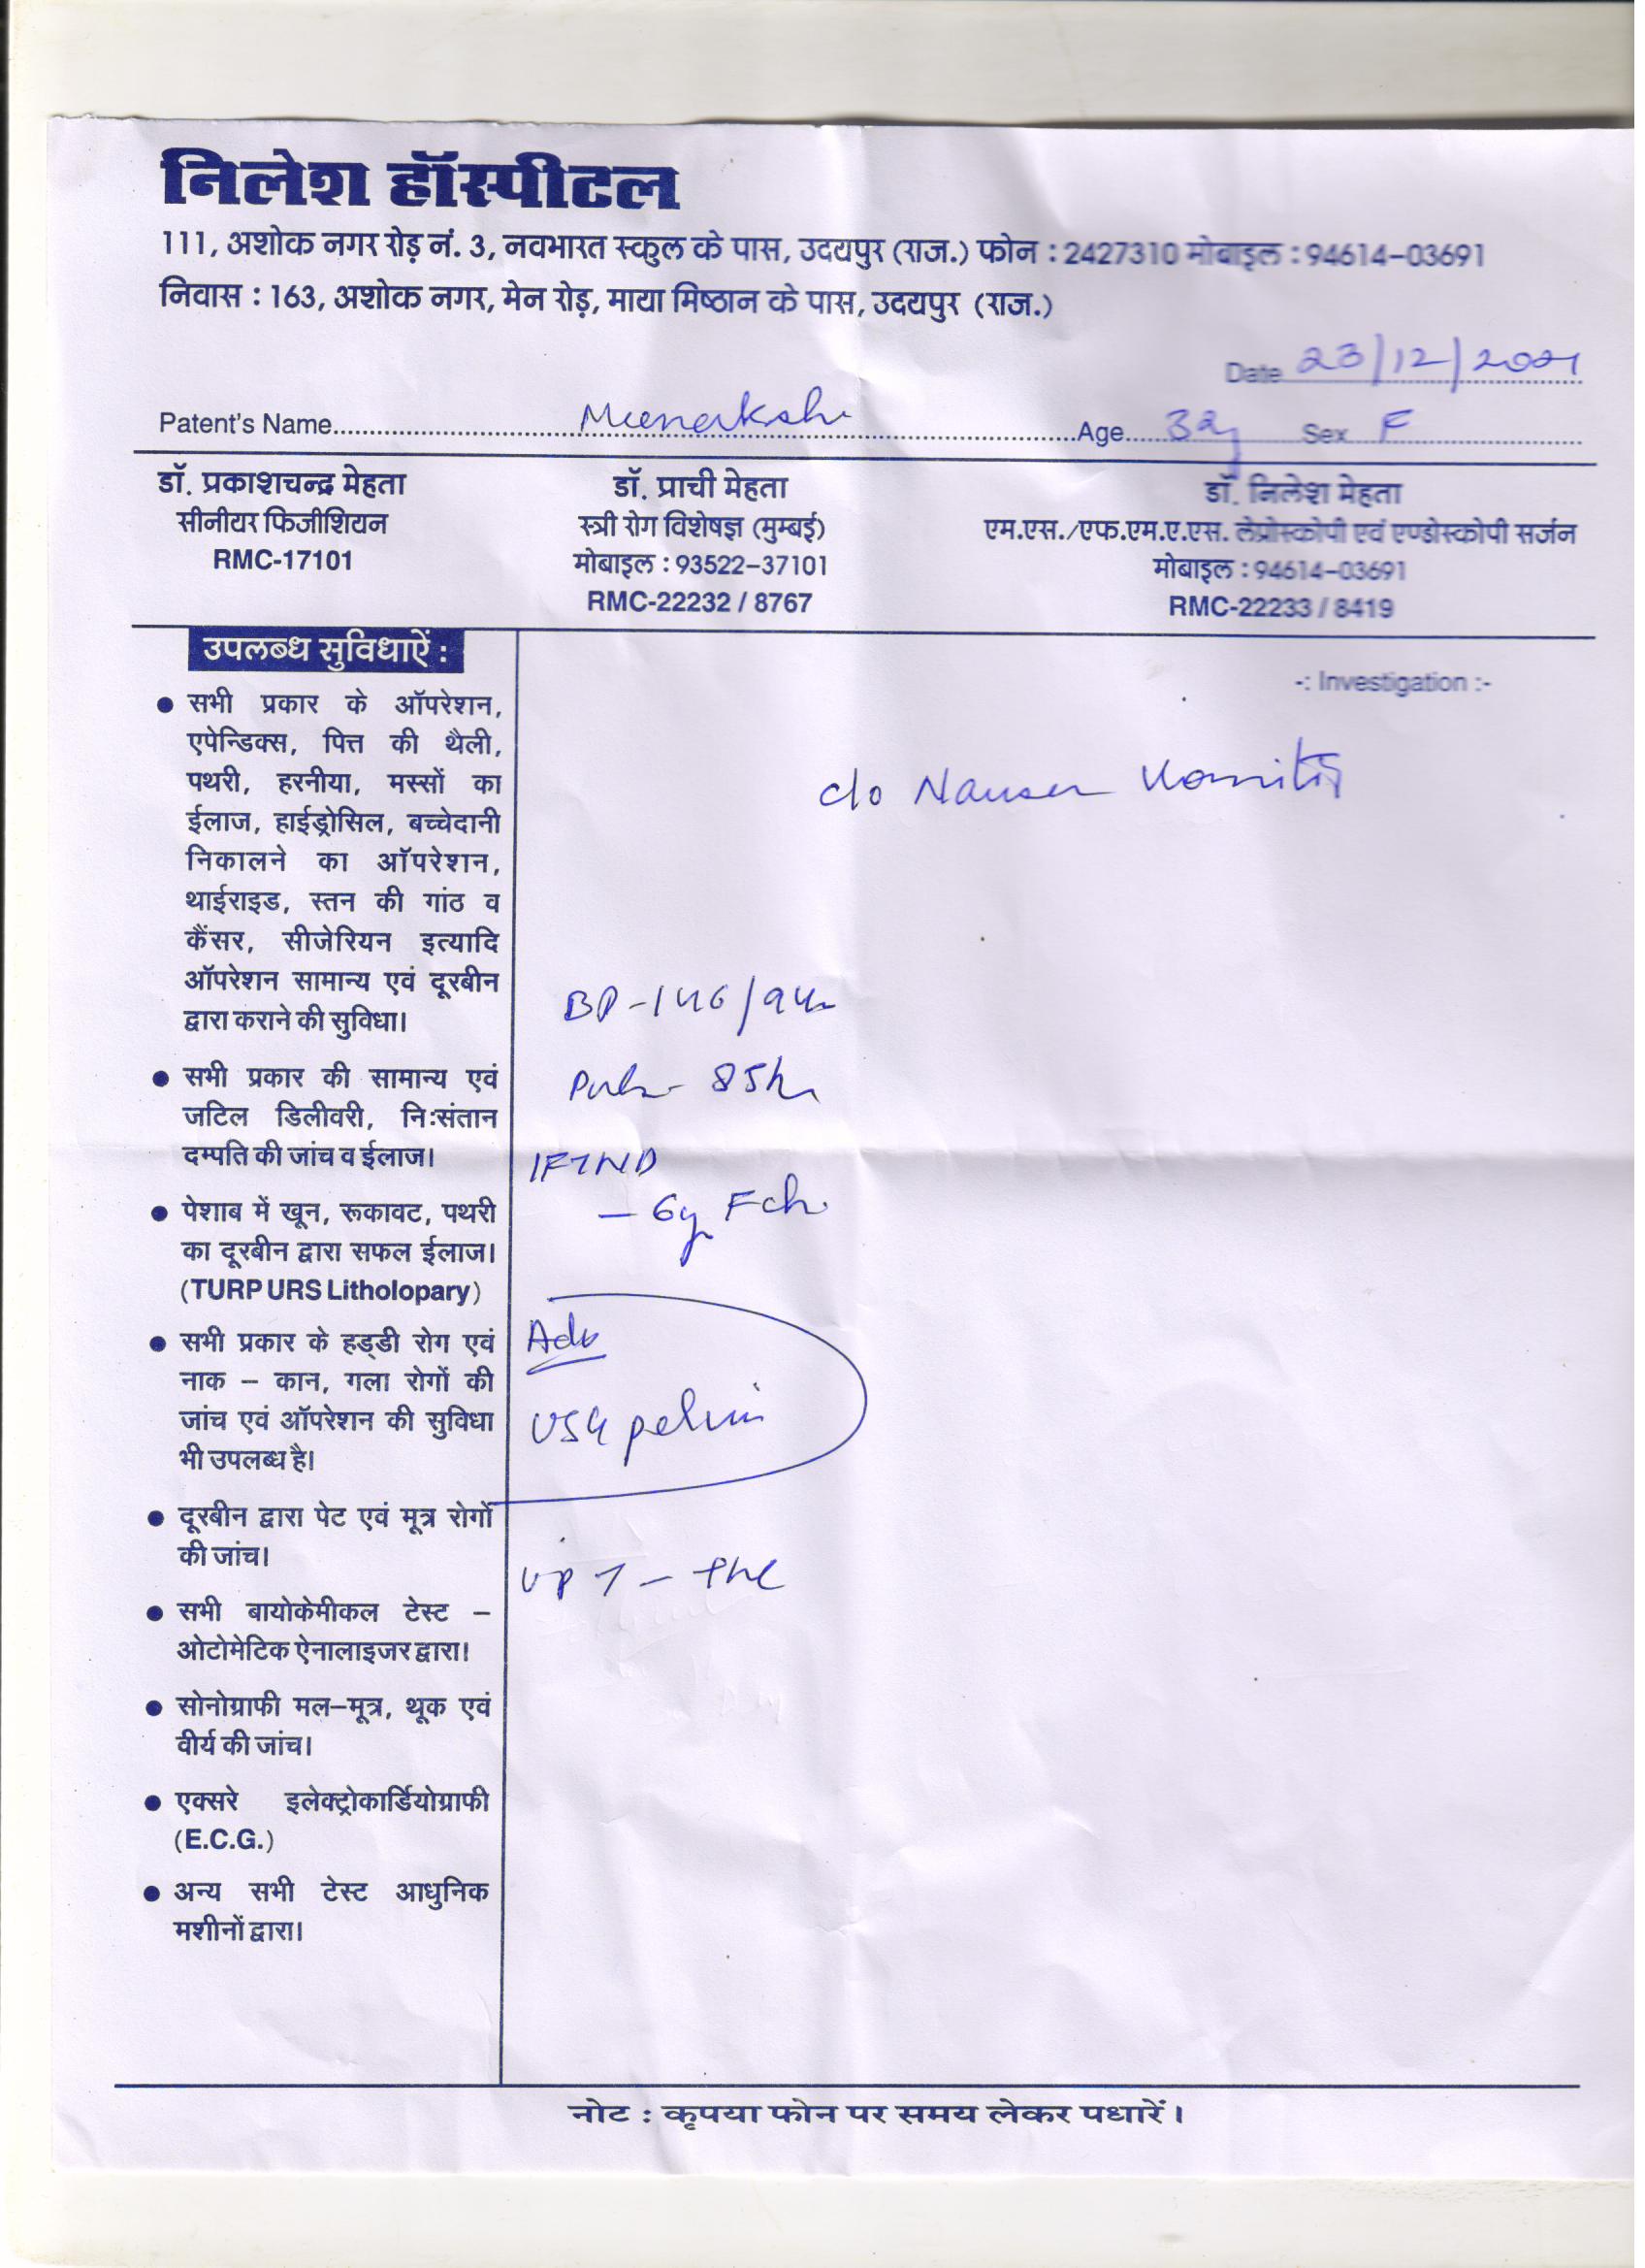 निलेश हॉस्पीटल
111, अशोक नगर रोड़ नं. 3, नवभारत स्कुल के पास, उदयपुर (राज.) फोन : 2427310 मोबाइल : 94614-03691
निवास : 163, अशोक नगर, मेन रोड़, माया मिष्ठान के पास, उदयपुर (राज.)
Date 23/12/2021
Patent's Name Meenakshi Age 32y Sex F
डॉ. प्रकाशचन्द्र मेहता
सीनीयर फिजीशियन
RMC-17101
डॉ. प्राची मेहता
स्त्री रोग विशेषज्ञ (मुम्बई)
मोबाइल : 93522-37101
RMC-22232 / 8767
डॉ. निलेश मेहता
एम.एस./एफ.एम.ए.एस. लेप्रोस्कोपी एवं एण्डोस्कोपी सर्जन
मोबाइल : 94614-03691
RMC-22233 / 8419
उपलब्ध सुविधाऐं :
● सभी प्रकार के ऑपरेशन,
एपेन्डिक्स, पित्त की थैली,
पथरी, हरनीया, मस्सों का
ईलाज, हाईड्रोसिल, बच्चेदानी
निकालने का ऑपरेशन,
थाईराइड, स्तन की गांठ व
कैंसर, सीजेरियन इत्यादि
ऑपरेशन सामान्य एवं दूरबीन
द्वारा कराने की सुविधा।
● सभी प्रकार की सामान्य एवं
जटिल डिलीवरी, निःसंतान
दम्पति की जांच व ईलाज।
● पेशाब में खून, रूकावट, पथरी
का दूरबीन द्वारा सफल ईलाज।
(TURP URS Litholopary)
● सभी प्रकार के हड्डी रोग एवं
नाक – कान, गला रोगों की
जांच एवं ऑपरेशन की सुविधा
भी उपलब्ध है।
● दूरबीन द्वारा पेट एवं मूत्र रोगों
की जांच।
● सभी बायोकेमीकल टेस्ट –
ओटोमेटिक ऐनालाइजर द्वारा।
● सोनोग्राफी मल–मूत्र, थूक एवं
वीर्य की जांच।
● एक्सरे इलेक्ट्रोकार्डियोग्राफी
(E.C.G.)
● अन्य सभी टेस्ट आधुनिक
मशीनों द्वारा।
-: Investigation :-
c/o Nausea Vomiting
BP - 146/94
Pulse - 85
IFTND
- 6y Fch
Adv
USG pelvis
UPT -
नोट : कृपया फोन पर समय लेकर पधारें।